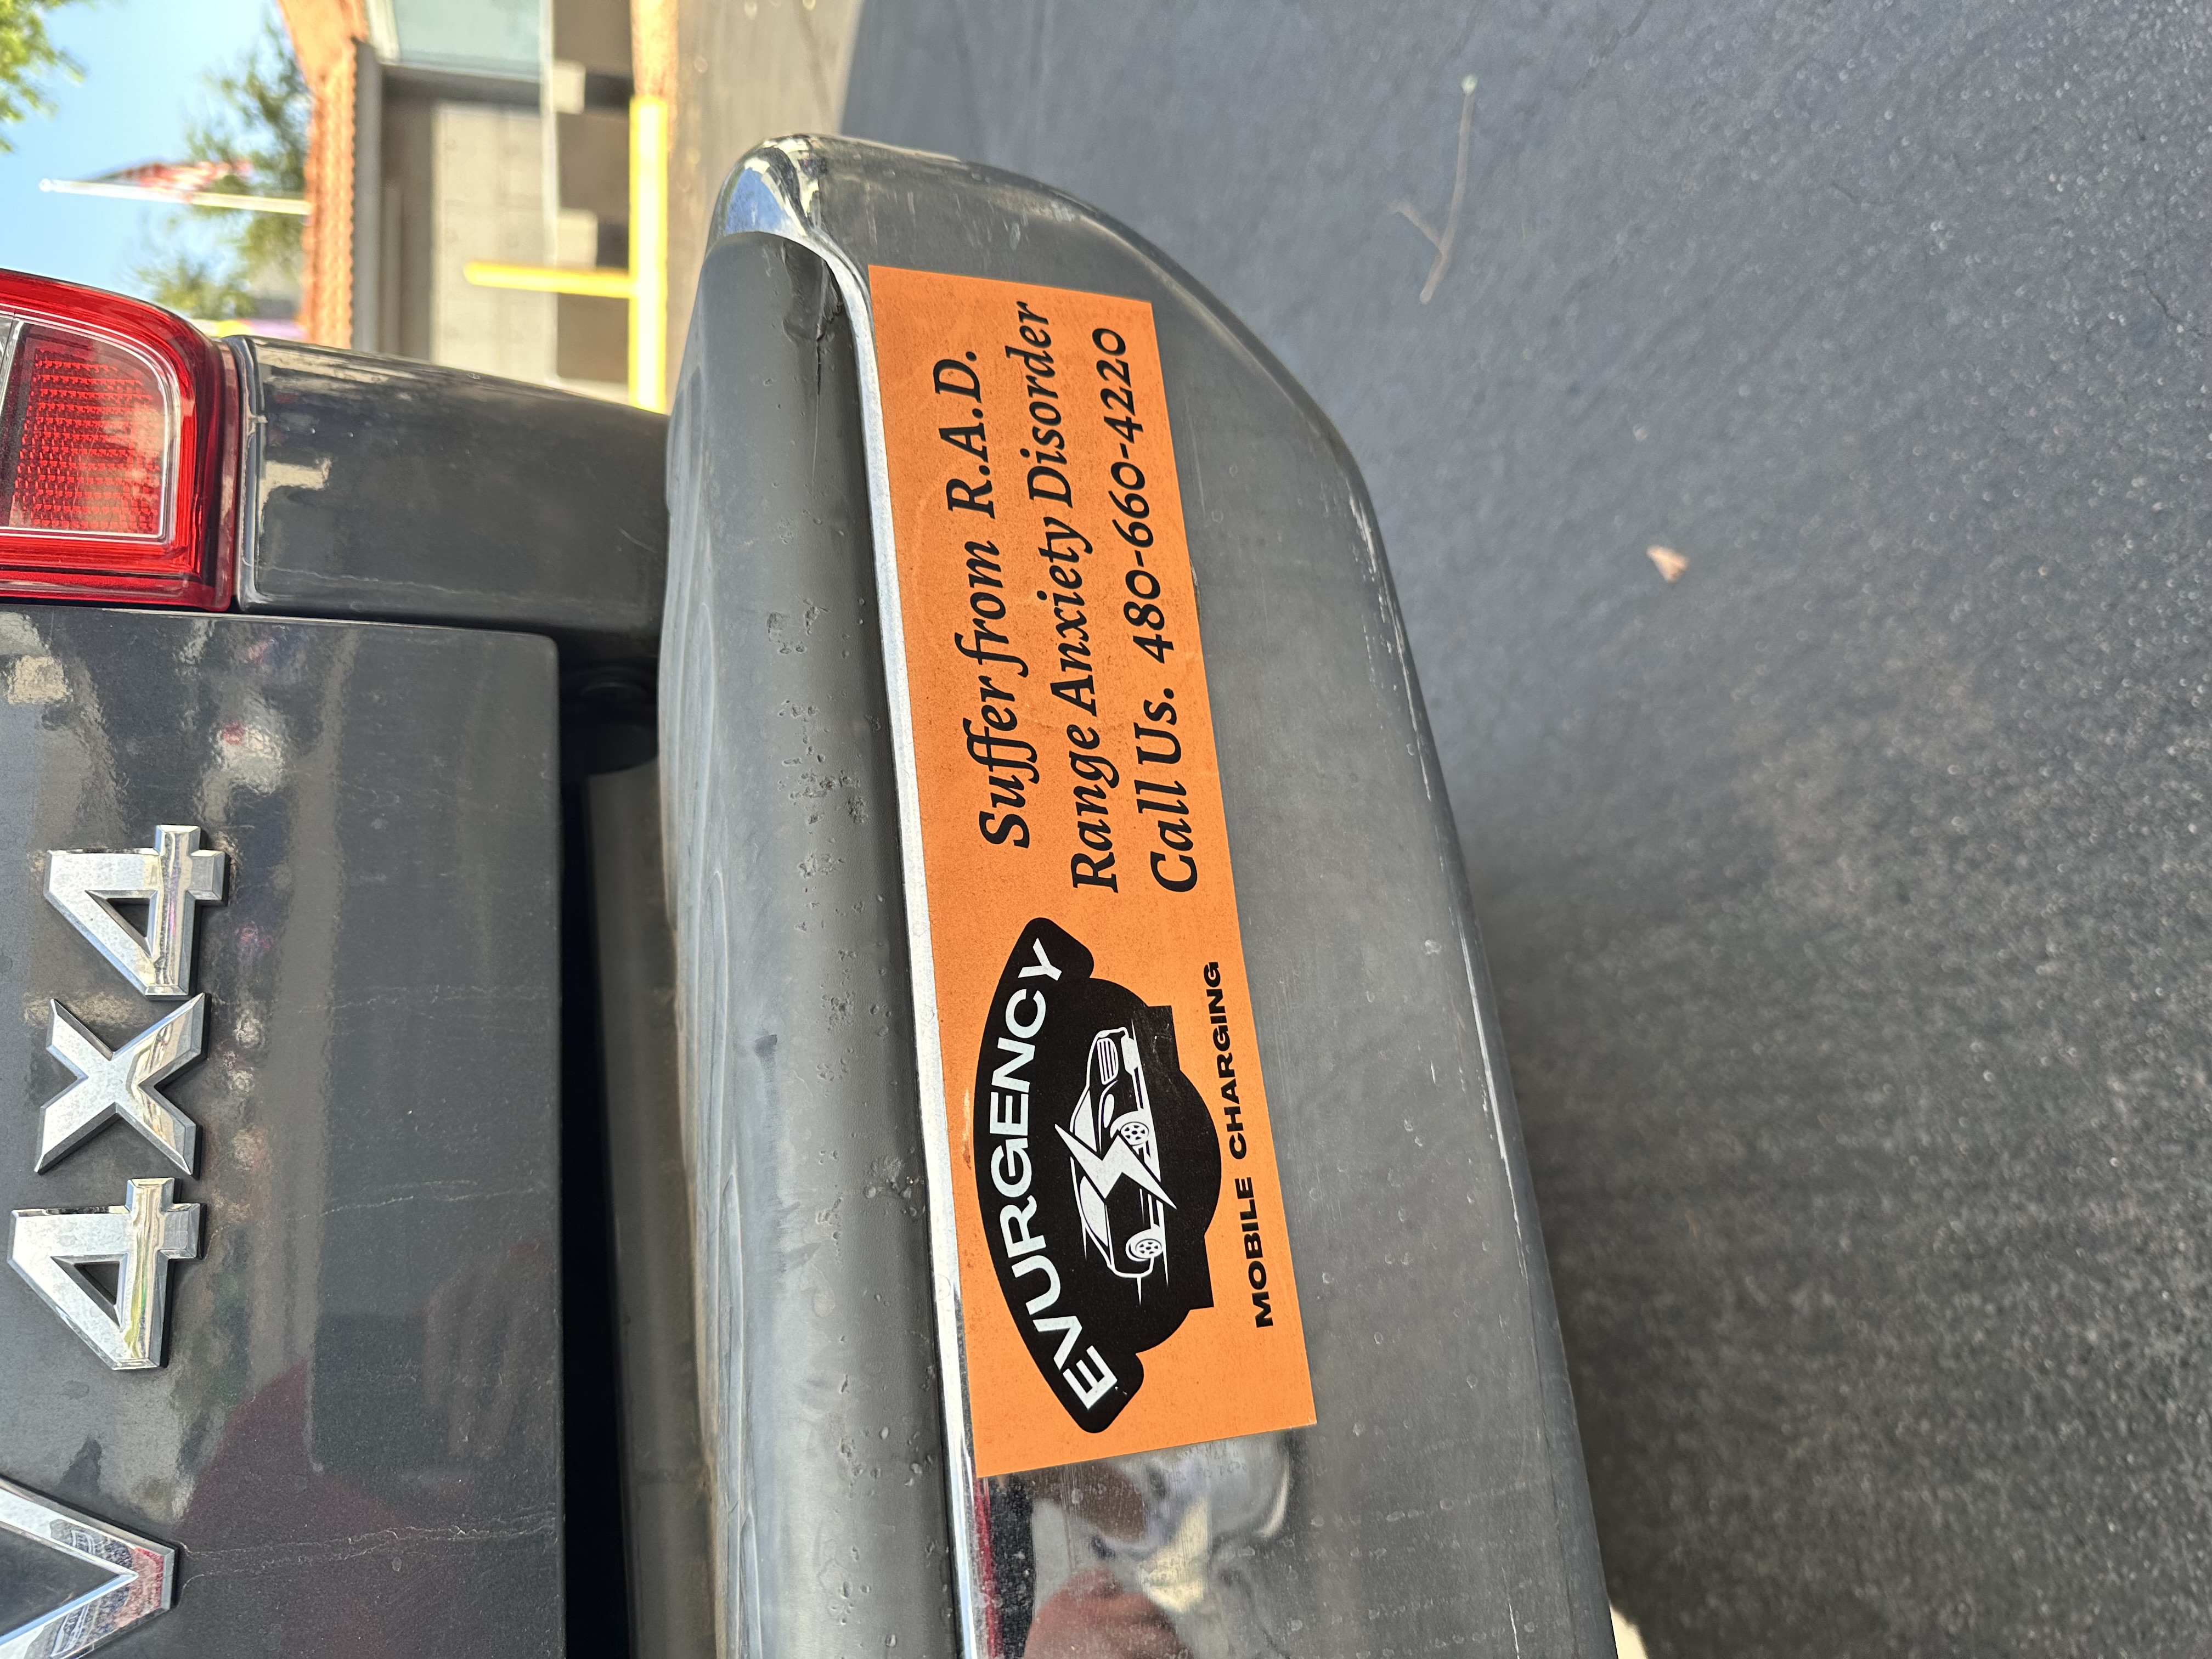 4X4
EVURGENCY
MOBILE CHARGING
Suffer from R.A.D.
Range Anxiety Disorder
Call Us. 480-660-4220